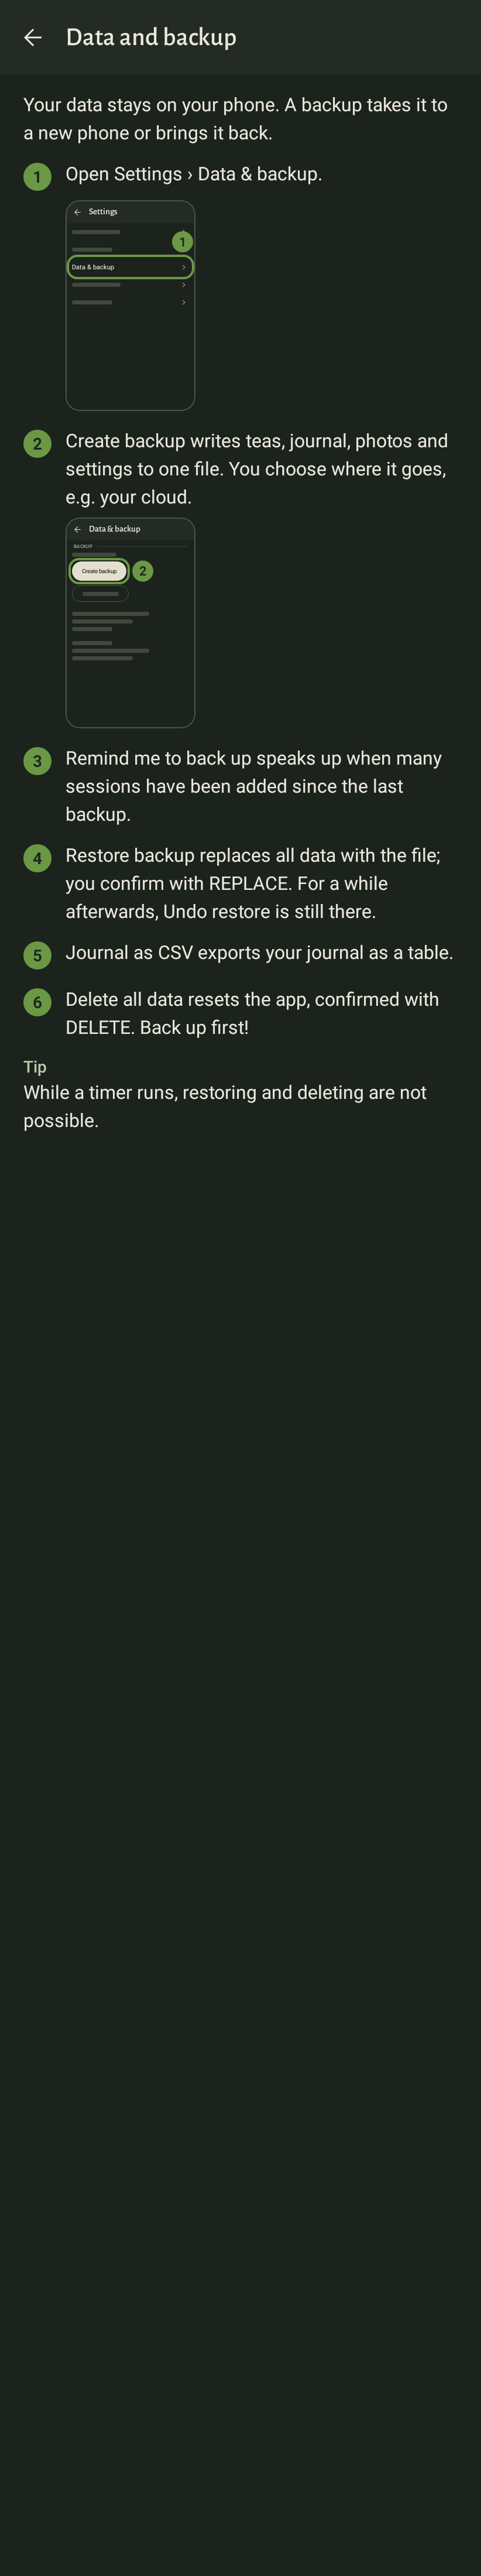 Data and backup
Your data stays on your phone. A backup takes it to
a new phone or brings it back.
1
Open Settings › Data & backup.
Settings
1
Data & backup
2
Create backup writes teas, journal, photos and
settings to one file. You choose where it goes,
e.g. your cloud.
Data & backup
BACKUP
Create backup
2
3
Remind me to back up speaks up when many
sessions have been added since the last
backup.
4
Restore backup replaces all data with the file;
you confirm with REPLACE. For a while
afterwards, Undo restore is still there.
5
Journal as CSV exports your journal as a table.
6
Delete all data resets the app, confirmed with
DELETE. Back up first!
Tip
While a timer runs, restoring and deleting are not
possible.